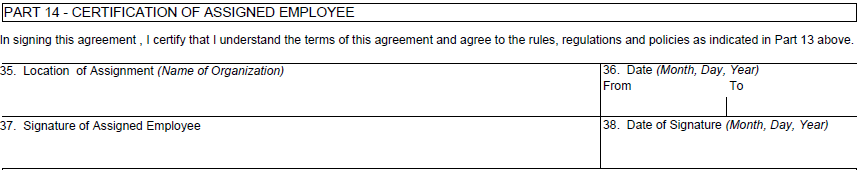 PART 14 - CERTIFICATION OF ASSIGNED EMPLOYEE
In signing this agreement , I certify that I understand the terms of this agreement and agree to the rules, regulations and policies as indicated in Part 13 above.
35. Location of Assignment (Name of Organization)
36. Date (Month, Day, Year)
From To
37. Signature of Assigned Employee
38. Date of Signature (Month, Day, Year)